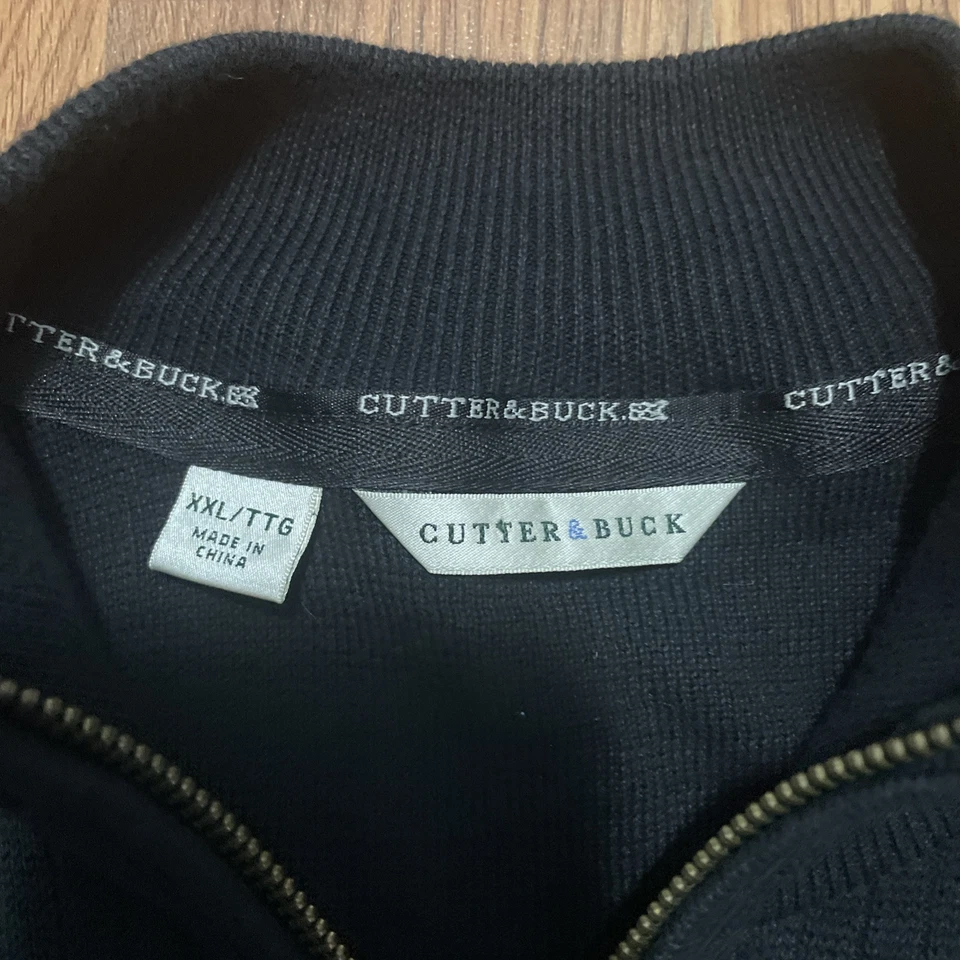 TTER&BUCK.
CUTTER&BUCK.
CUTTER&
XXL/TTG
MADE IN
CHINA
CUTTER & BUCK